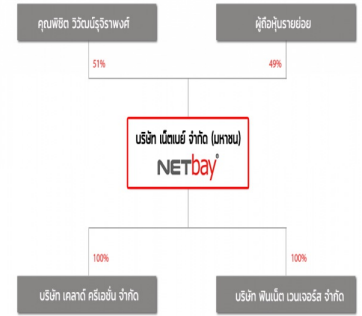 คุณพิชิต วิวัฒน์รุจิราพงศ์
ผู้ถือหุ้นรายย่อย
51%
49%
บริษัท เน็ตเบย์ จำกัด (มหาชน)
NETbay
100%
100%
บริษัท เคลาด์ ครีเอชั่น จำกัด
บริษัท ฟินเน็ต เวนเจอร์ส จำกัด